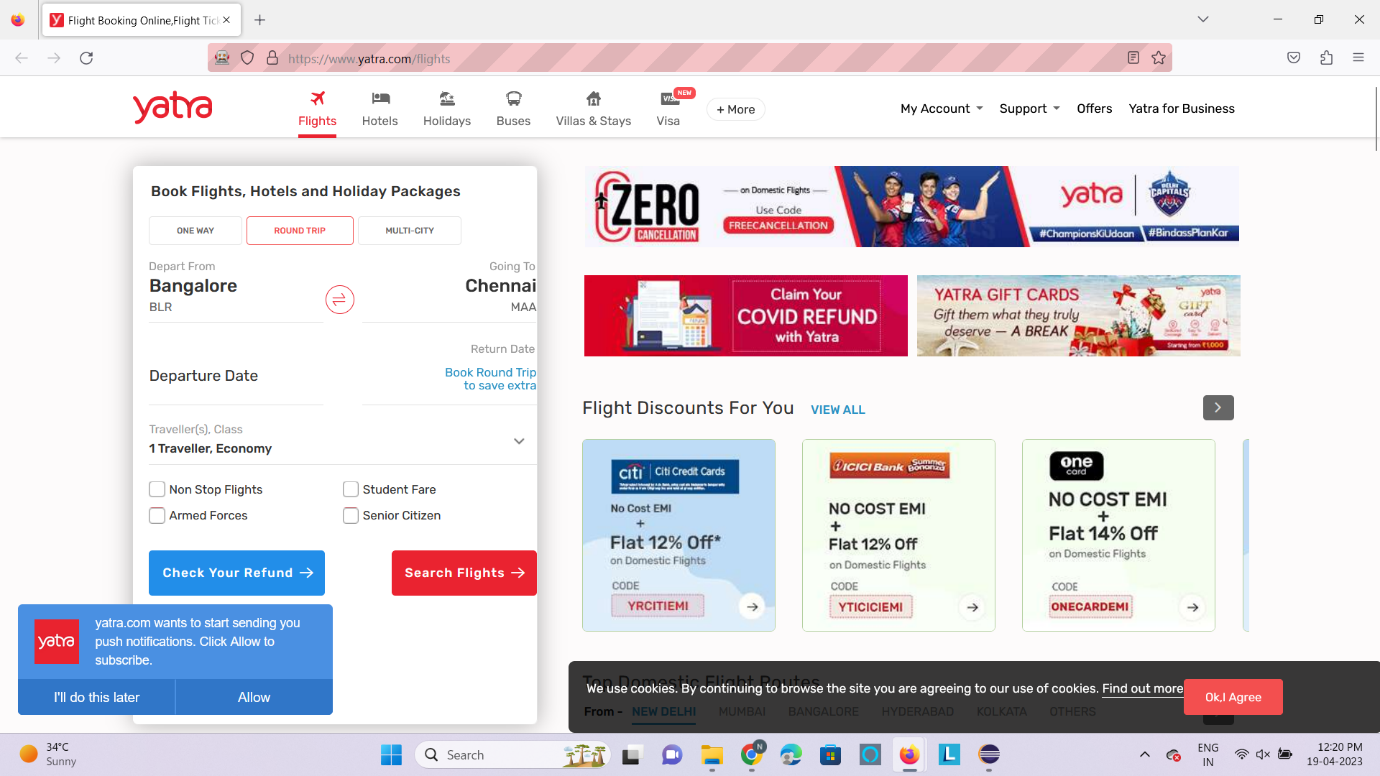 Flight Booking Online,Flight Tick
https://www.yatra.com/flights
yatra
Flights
Hotels
Holidays
Buses
Villas & Stays
VISA
NEW
Visa
+ More
My Account
Support
Offers
Yatra for Business
Book Flights, Hotels and Holiday Packages
ONE WAY
ROUND TRIP
MULTI-CITY
Depart From
Bangalore
BLR
Going To
Chennai
MAA
Departure Date
Return Date
Book Round Trip
to save extra
Traveller(s), Class
1 Traveller, Economy
Non Stop Flights
Student Fare
Armed Forces
Senior Citizen
Check Your Refund
Search Flights
yatra
yatra.com wants to start sending you
push notifications. Click Allow to
subscribe.
I'll do this later
Allow
ZERO
CANCELLATION
on Domestic Flights
Use Code
FREECANCELLATION
yatra
DELHI
CAPITALS
#ChampionsKiUdaan
#BindassPlanKar
Claim Your
COVID REFUND
with Yatra
YATRA GIFT CARDS
Gift them what they truly
deserve — A BREAK
yatra
GIFT
Starting from ₹1,000
Flight Discounts For You
VIEW ALL
citi
Citi Credit Cards
No Cost EMI
+
Flat 12% Off*
on Domestic Flights
CODE
YRCITIEMI
ICICI Bank
Summer
Bonanza
NO COST EMI
+
Flat 12% Off
on Domestic Flights
CODE
YTICICIEMI
one
card
NO COST EMI
+
Flat 14% Off
on Domestic Flights
CODE
ONECARDEMI
Top Domestic Flight Routes
We use cookies. By continuing to browse the site you are agreeing to our use of cookies. Find out more
Ok,I Agree
From - NEW DELHI MUMBAI BANGALORE HYDERABAD KOLKATA OTHERS
34°C
Sunny
Search
N
L
ENG
IN
12:20 PM
19-04-2023